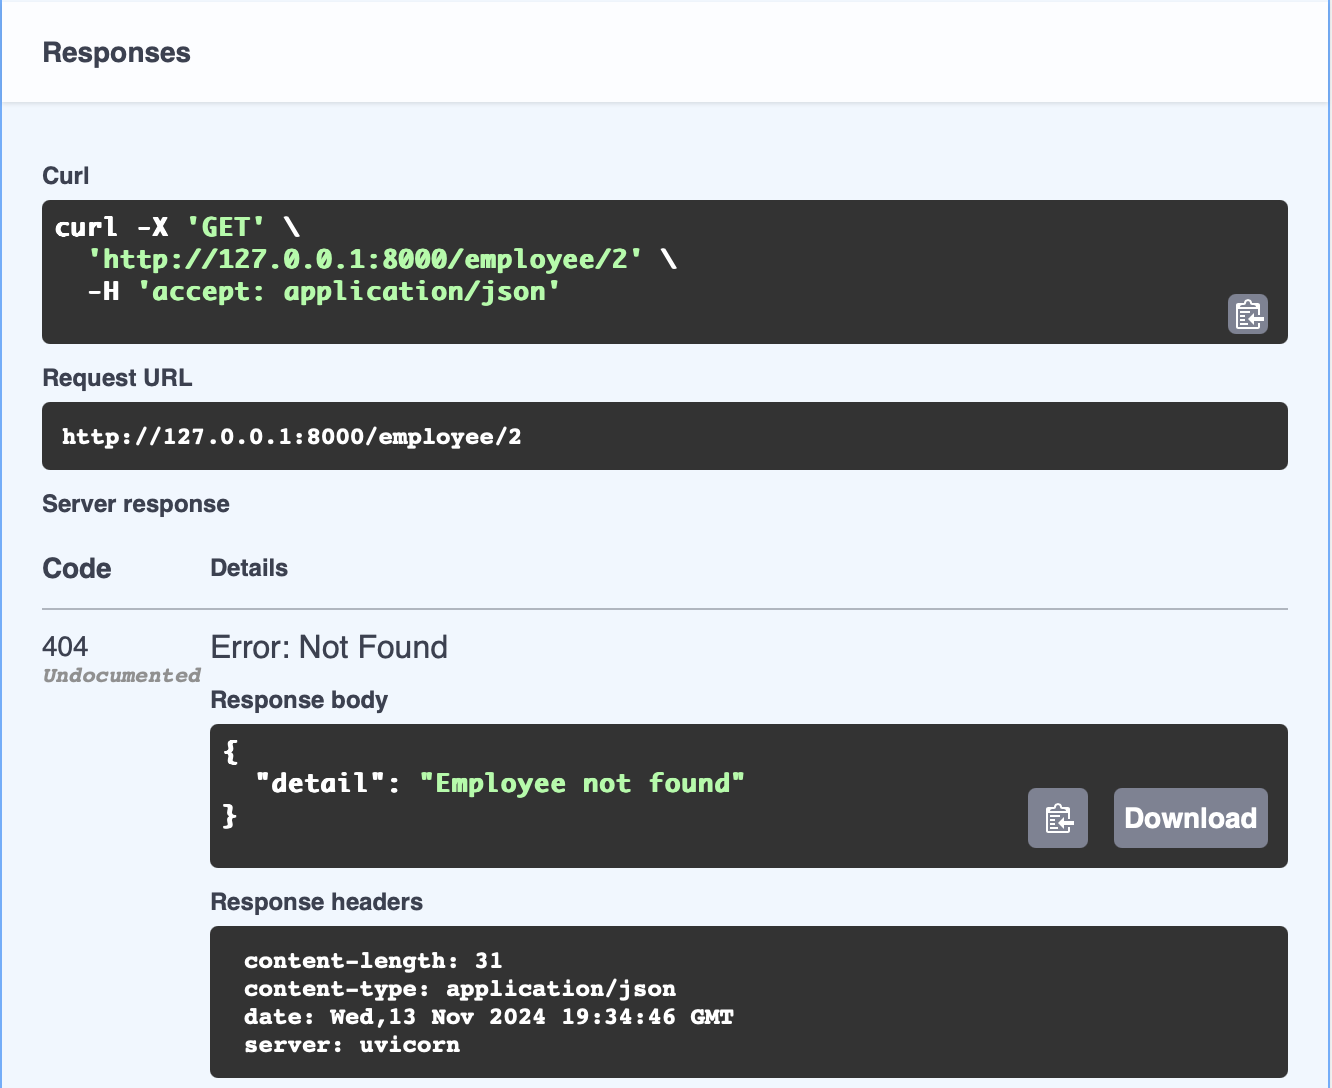 Responses
Curl
curl -X 'GET' \
  'http://127.0.0.1:8000/employee/2' \
  -H 'accept: application/json'
Request URL
http://127.0.0.1:8000/employee/2
Server response
Code Details
404 Error: Not Found
Undocumented
Response body
{
  "detail": "Employee not found"
}
Download
Response headers
content-length: 31
content-type: application/json
date: Wed,13 Nov 2024 19:34:46 GMT
server: uvicorn